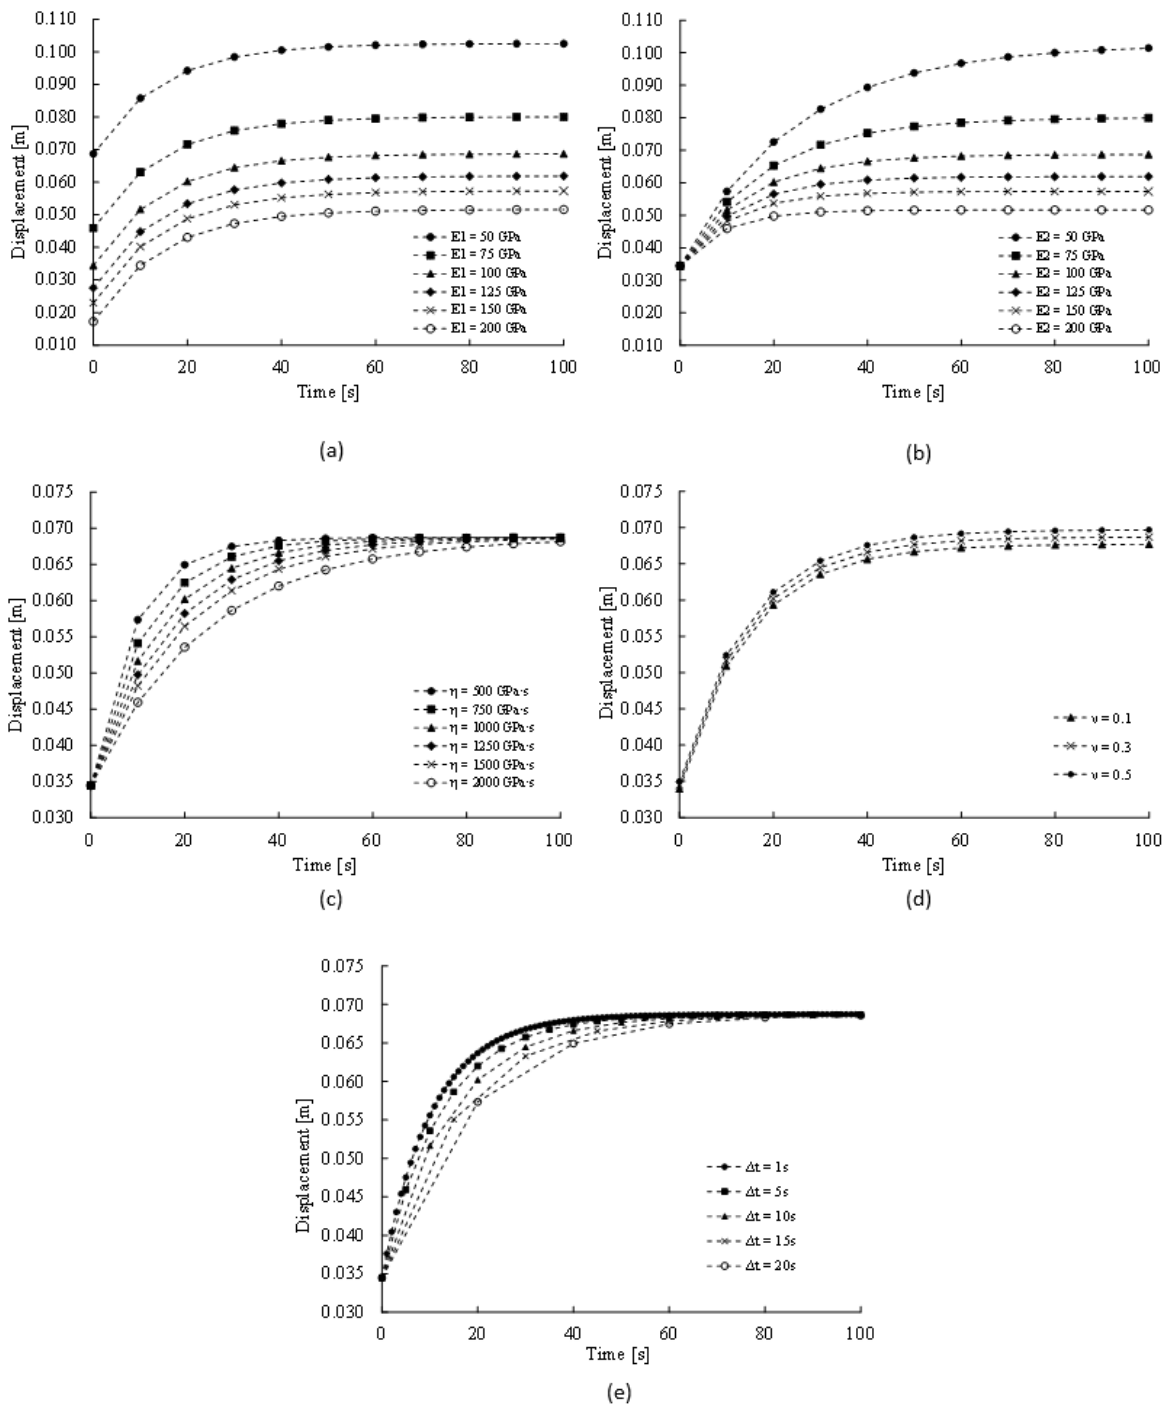 0.110
0.100
0.090
0.080
0.070
0.060
0.050
0.040
0.030
0.020
0.010
Displacement [m]
0 20 40 60 80 100
Time [s]
E1 = 50 GPa
E1 = 75 GPa
E1 = 100 GPa
E1 = 125 GPa
E1 = 150 GPa
E1 = 200 GPa
(a)
0.110
0.100
0.090
0.080
0.070
0.060
0.050
0.040
0.030
0.020
0.010
Displacement [m]
0 20 40 60 80 100
Time [s]
E2 = 50 GPa
E2 = 75 GPa
E2 = 100 GPa
E2 = 125 GPa
E2 = 150 GPa
E2 = 200 GPa
(b)
0.075
0.070
0.065
0.060
0.055
0.050
0.045
0.040
0.035
0.030
Displacement [m]
0 20 40 60 80 100
Time [s]
η = 500 GPa·s
η = 750 GPa·s
η = 1000 GPa·s
η = 1250 GPa·s
η = 1500 GPa·s
η = 2000 GPa·s
(c)
0.075
0.070
0.065
0.060
0.055
0.050
0.045
0.040
0.035
0.030
Displacement [m]
0 20 40 60 80 100
Time [s]
ν = 0.1
ν = 0.3
ν = 0.5
(d)
0.075
0.070
0.065
0.060
0.055
0.050
0.045
0.040
0.035
0.030
Displacement [m]
0 20 40 60 80 100
Time [s]
Δt = 1s
Δt = 5s
Δt = 10s
Δt = 15s
Δt = 20s
(e)